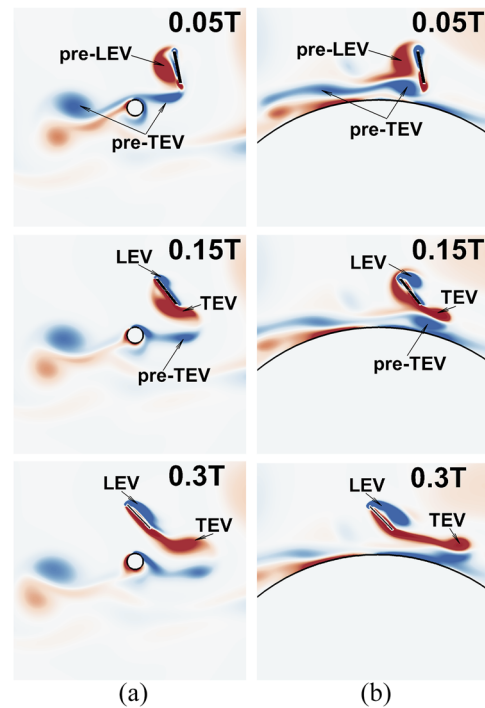 0.05T
pre-LEV
pre-TEV
0.05T
pre-LEV
pre-TEV
0.15T
LEV
TEV
pre-TEV
0.15T
LEV
TEV
pre-TEV
0.3T
LEV
TEV
0.3T
LEV
TEV
(a)
(b)